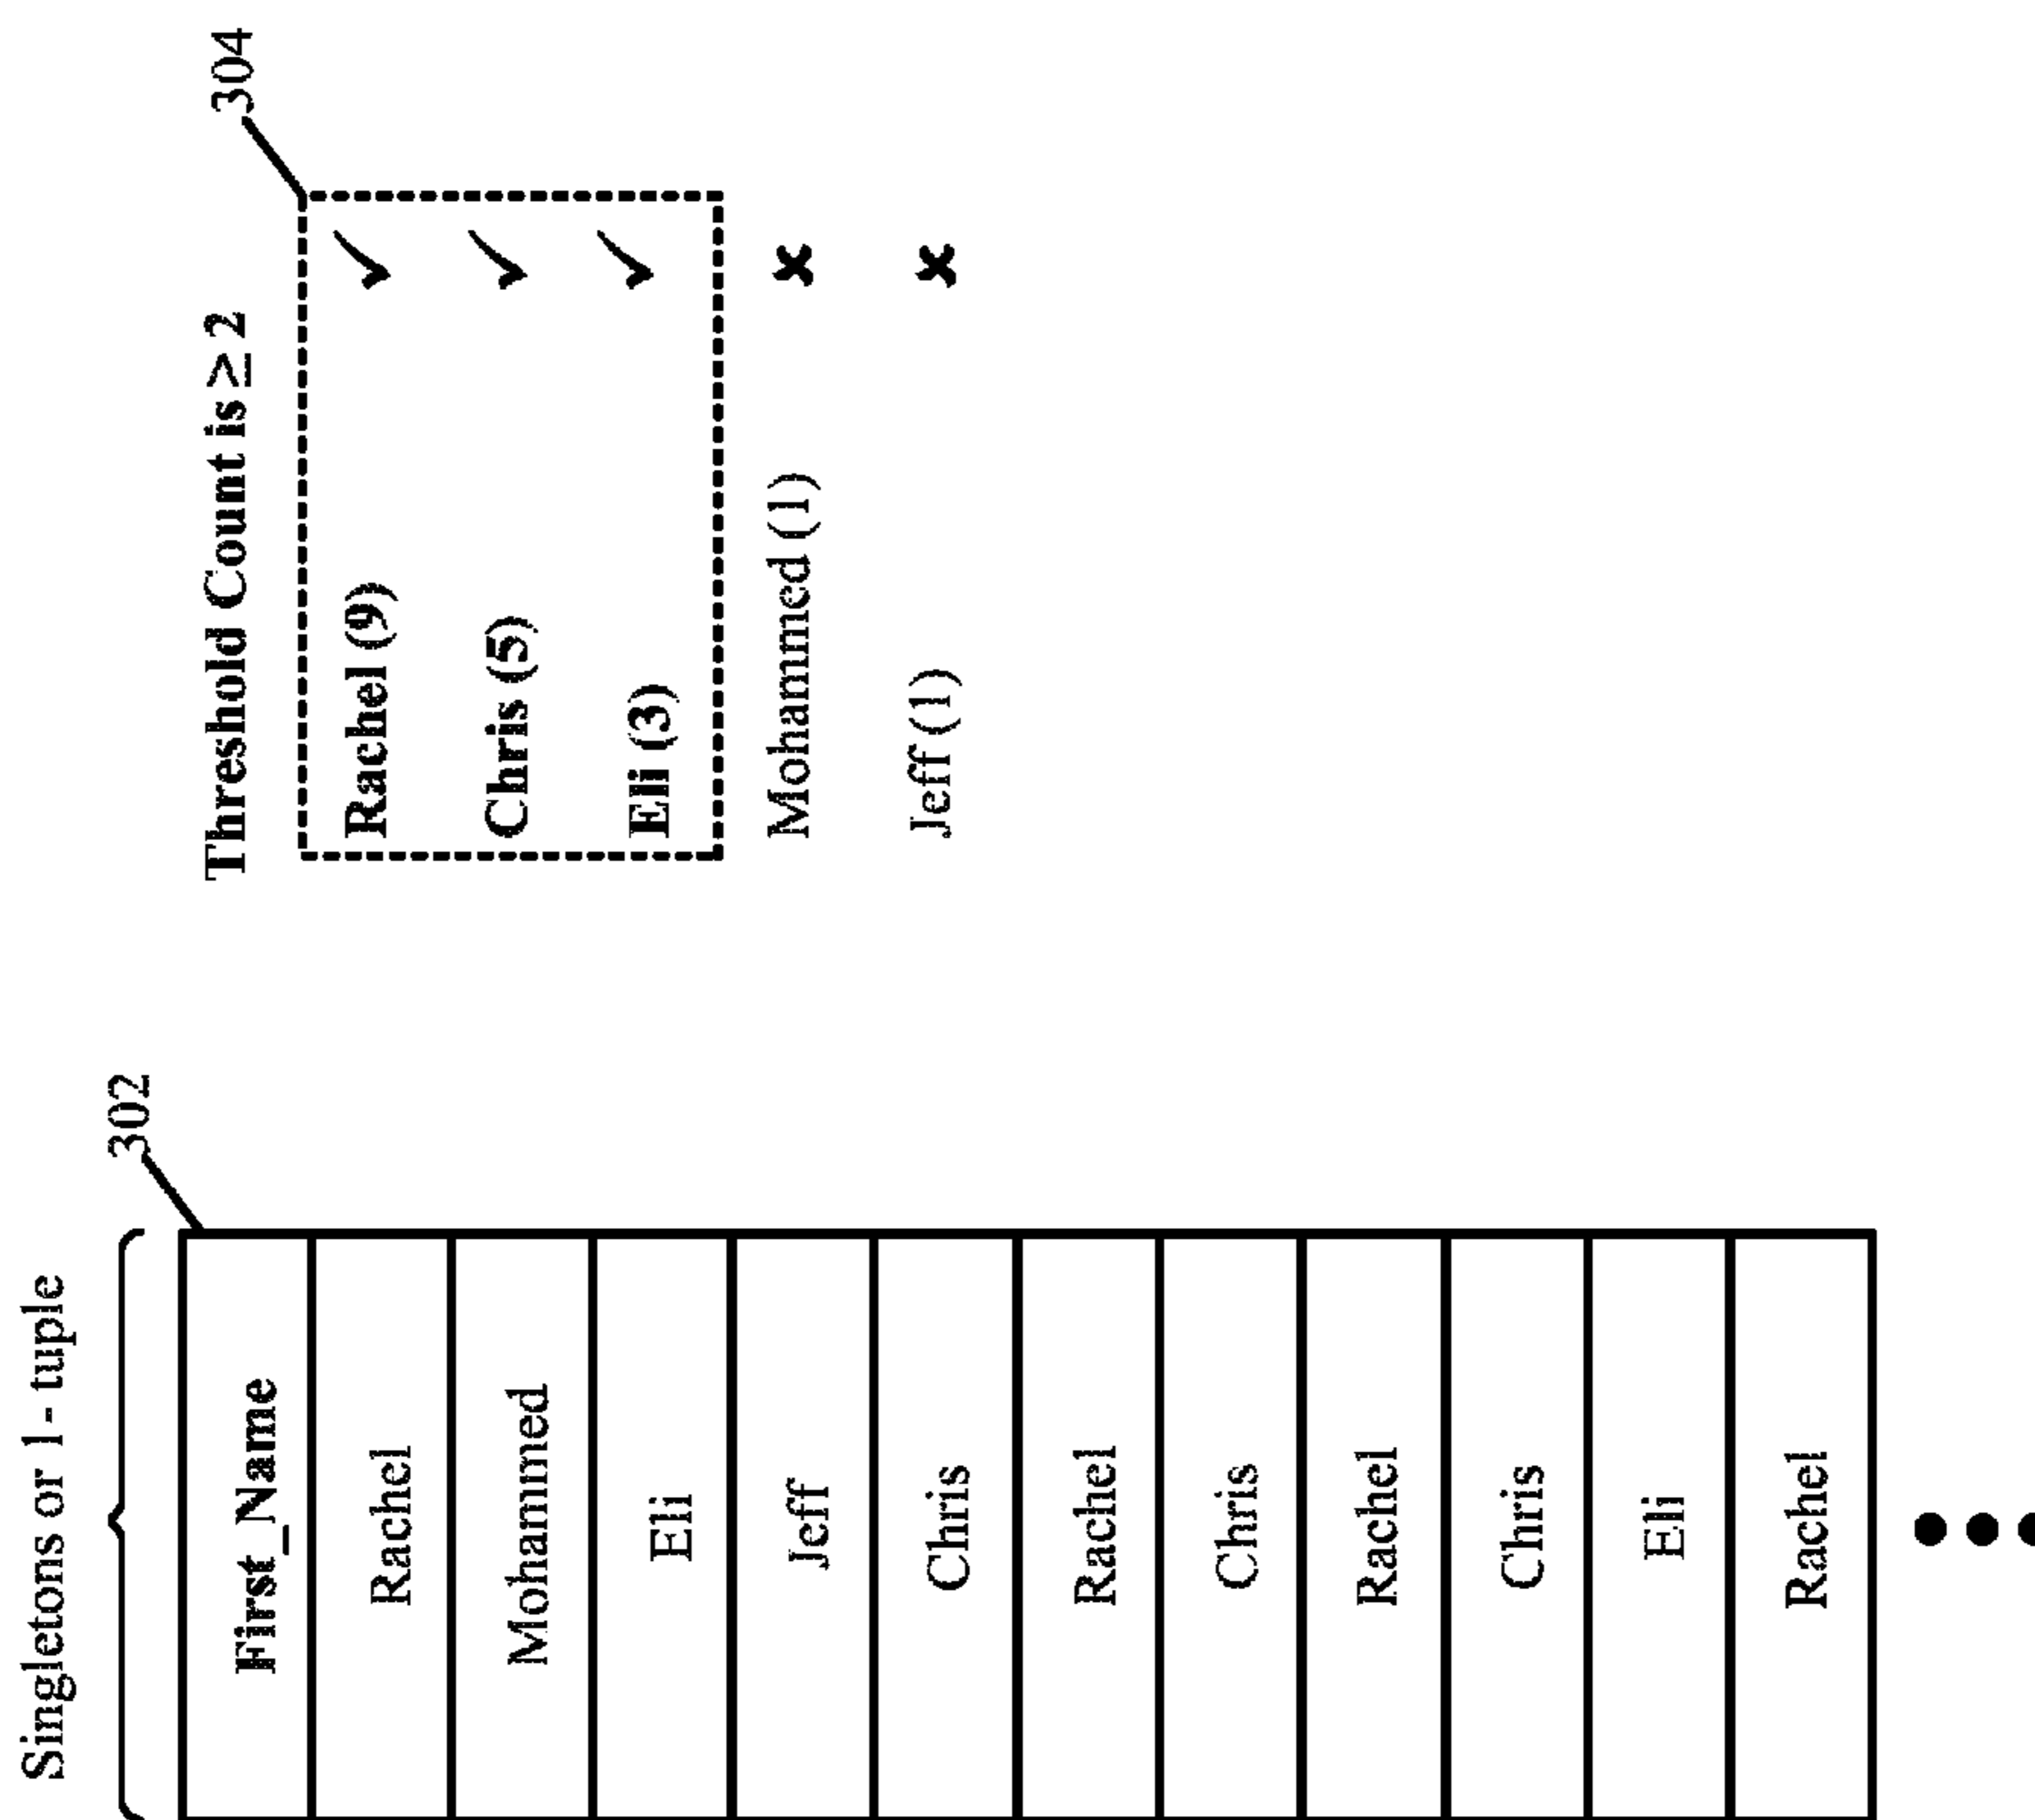 Singletons or 1 - tuple
302
First_Name
Rachel
Mohammed
Eli
Jeff
Chris
Rachel
Chris
Rachel
Chris
Eli
Rachel
304
Threshold Count is ≥ 2
Rachel (9) ✓
Chris (5) ✓
Eli (3) ✓
Mohammed (1) ✘
Jeff (1) ✘